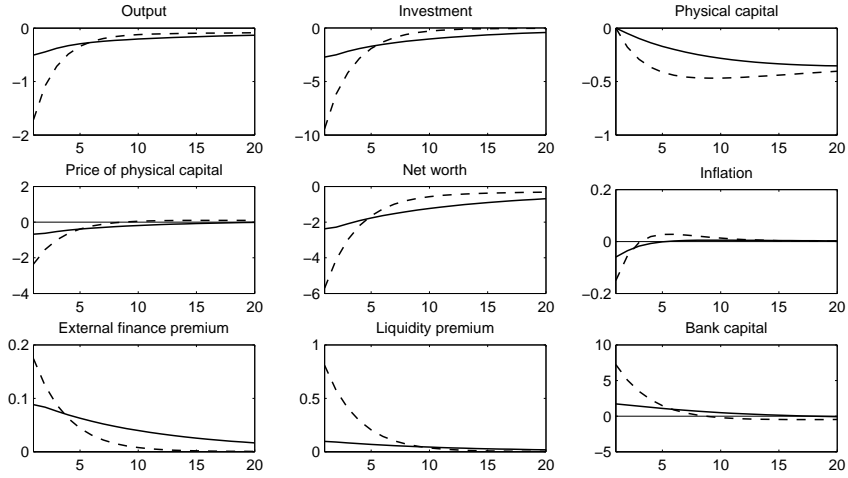 Output
Investment
Physical capital
0
−1
−2
5 10 15 20
0
−5
−10
5 10 15 20
0
−0.5
−1
5 10 15 20
Price of physical capital
Net worth
Inflation
2
0
−2
−4
5 10 15 20
0
−2
−4
−6
5 10 15 20
0.2
0
−0.2
5 10 15 20
External finance premium
Liquidity premium
Bank capital
0.2
0.1
0
5 10 15 20
1
0.5
0
5 10 15 20
10
5
0
−5
5 10 15 20